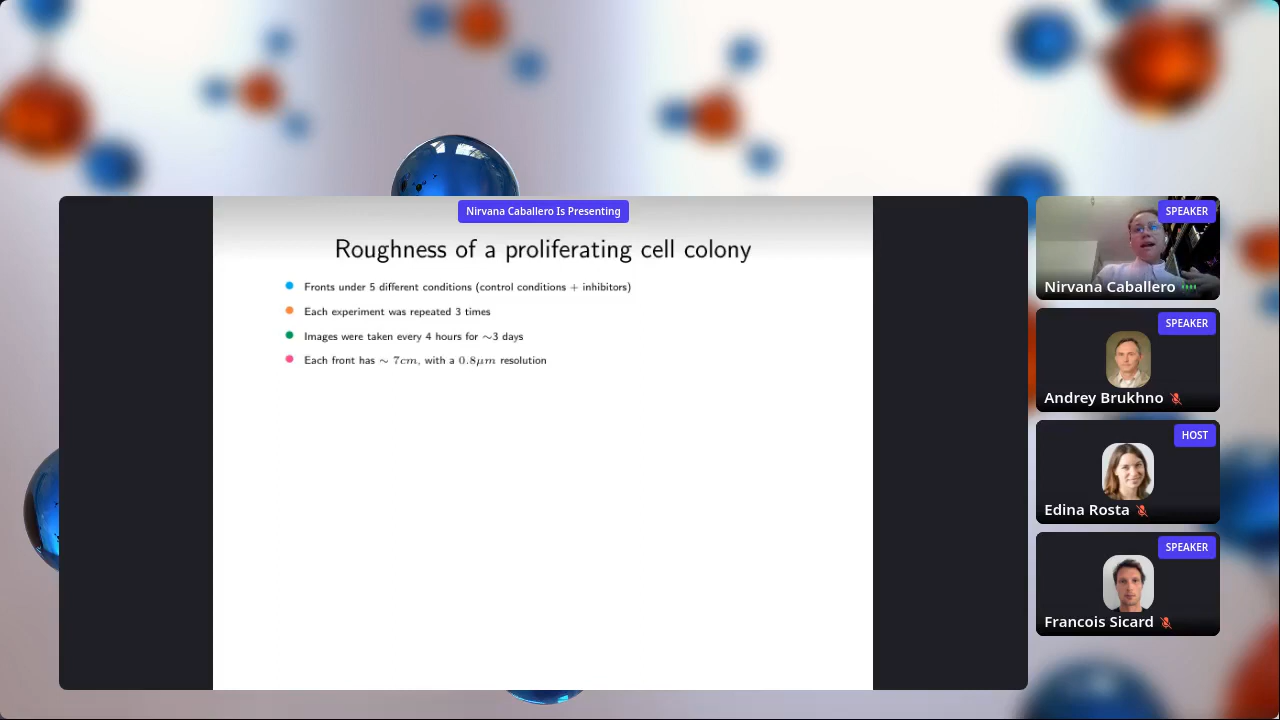 Nirvana Caballero Is Presenting
Roughness of a proliferating cell colony
Fronts under 5 different conditions (control conditions + inhibitors)
Each experiment was repeated 3 times
Images were taken every 4 hours for ∼3 days
Each front has ∼ 7cm, with a 0.8μm resolution
SPEAKER
Nirvana Caballero
SPEAKER
Andrey Brukhno
HOST
Edina Rosta
SPEAKER
Francois Sicard